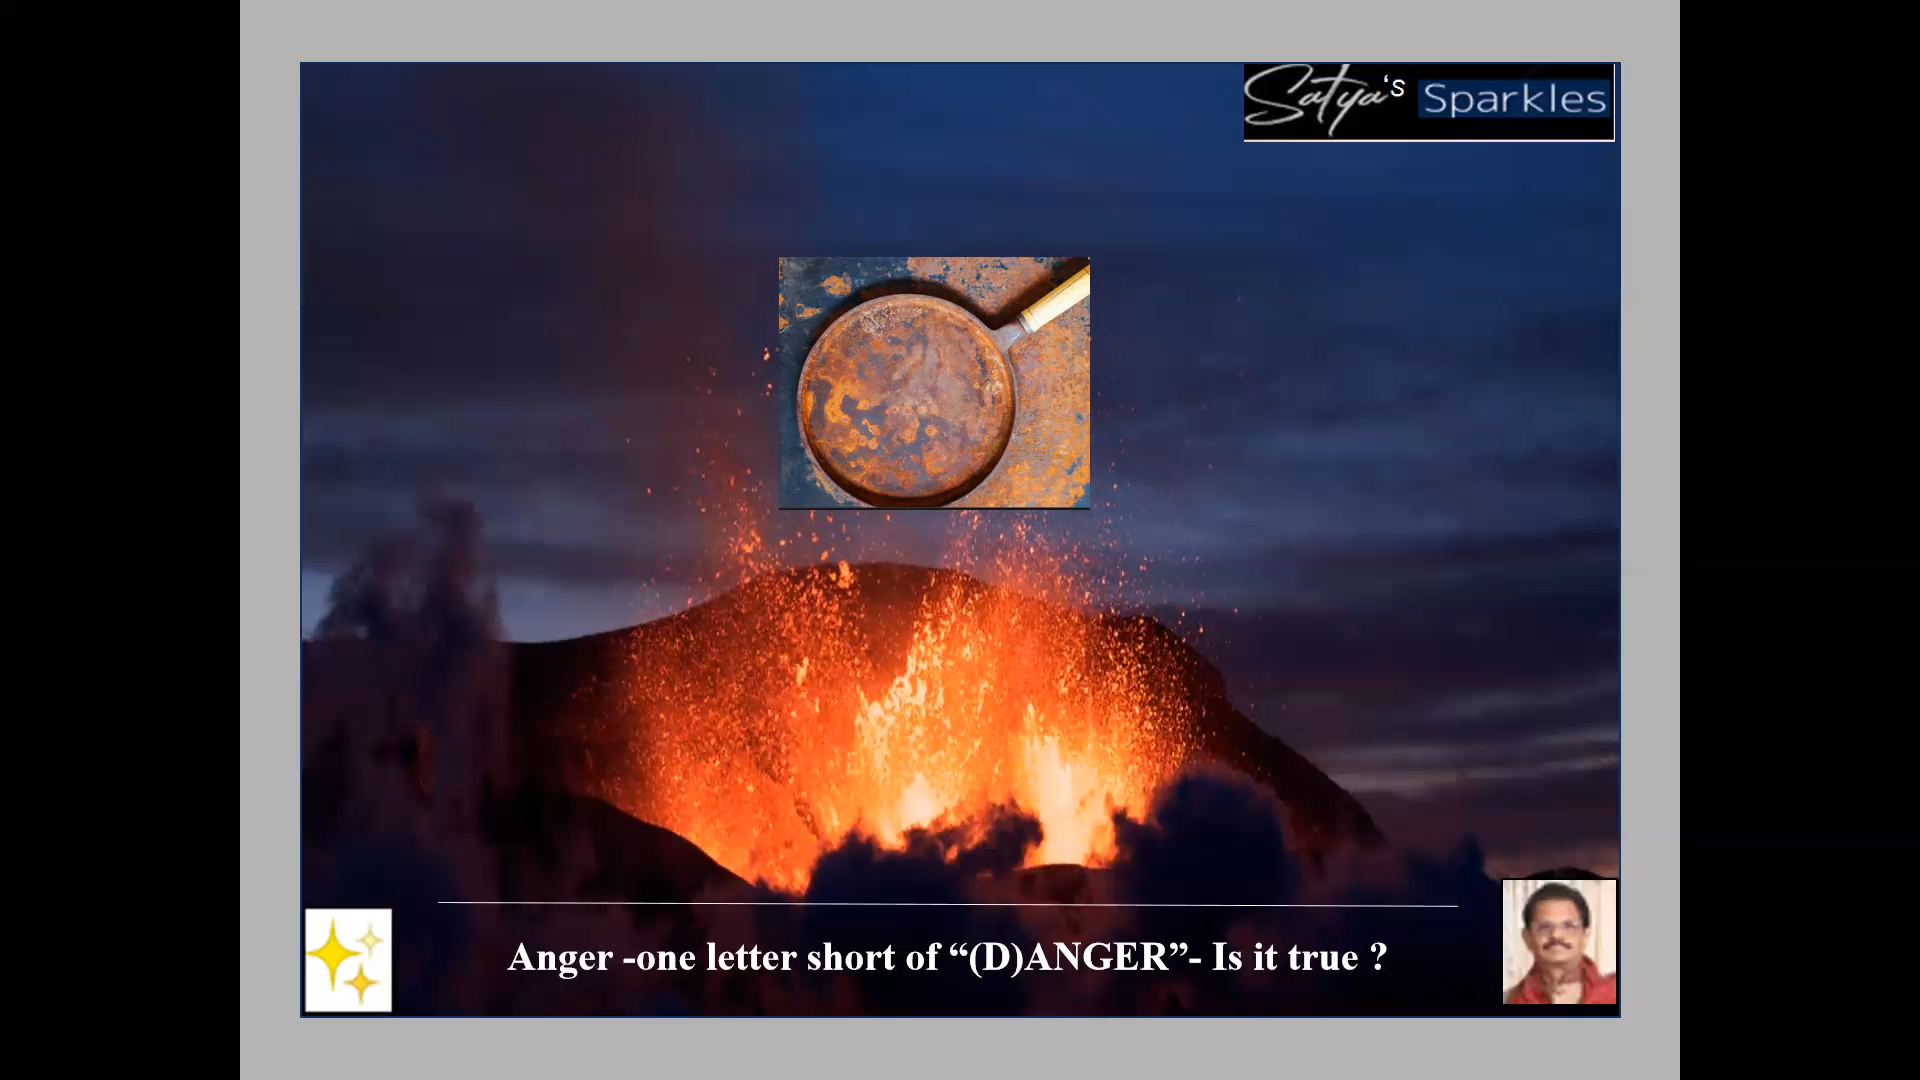 Satya's Sparkles
Anger -one letter short of “(D)ANGER”- Is it true ?